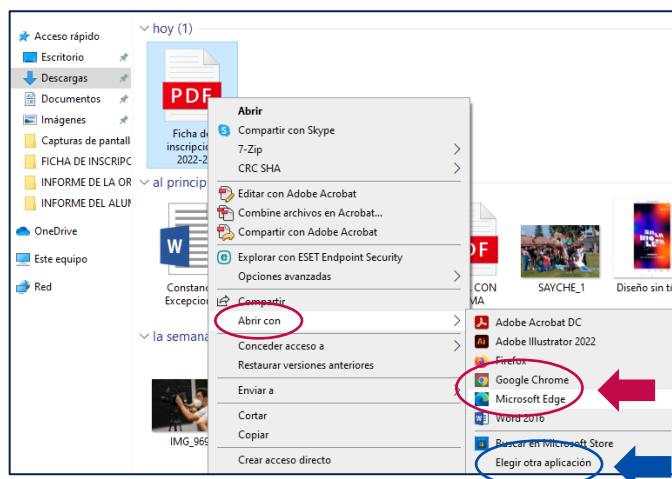 Acceso rápido
Escritorio
Descargas
Documentos
Imágenes
Capturas de pantall
FICHA DE INSCRIPC
INFORME DE LA OR
INFORME DEL ALUM
OneDrive
Este equipo
Red
hoy (1)
PDF
Ficha de
inscripció
2022-2
al princip
W
Constanc
Excepcion
la semana
IMG_969
Abrir
Compartir con Skype
7-Zip
CRC SHA
Editar con Adobe Acrobat
Combine archivos en Acrobat...
Compartir con Adobe Acrobat
Explorar con ESET Endpoint Security
Opciones avanzadas
Compartir
Abrir con
Conceder acceso a
Restaurar versiones anteriores
Enviar a
Cortar
Copiar
Crear acceso directo
DF
CON
MA
SAYCHE_1
Diseño sin tí
Adobe Acrobat DC
Adobe Illustrator 2022
Firefox
Google Chrome
Microsoft Edge
Word 2016
Buscar en Microsoft Store
Elegir otra aplicación